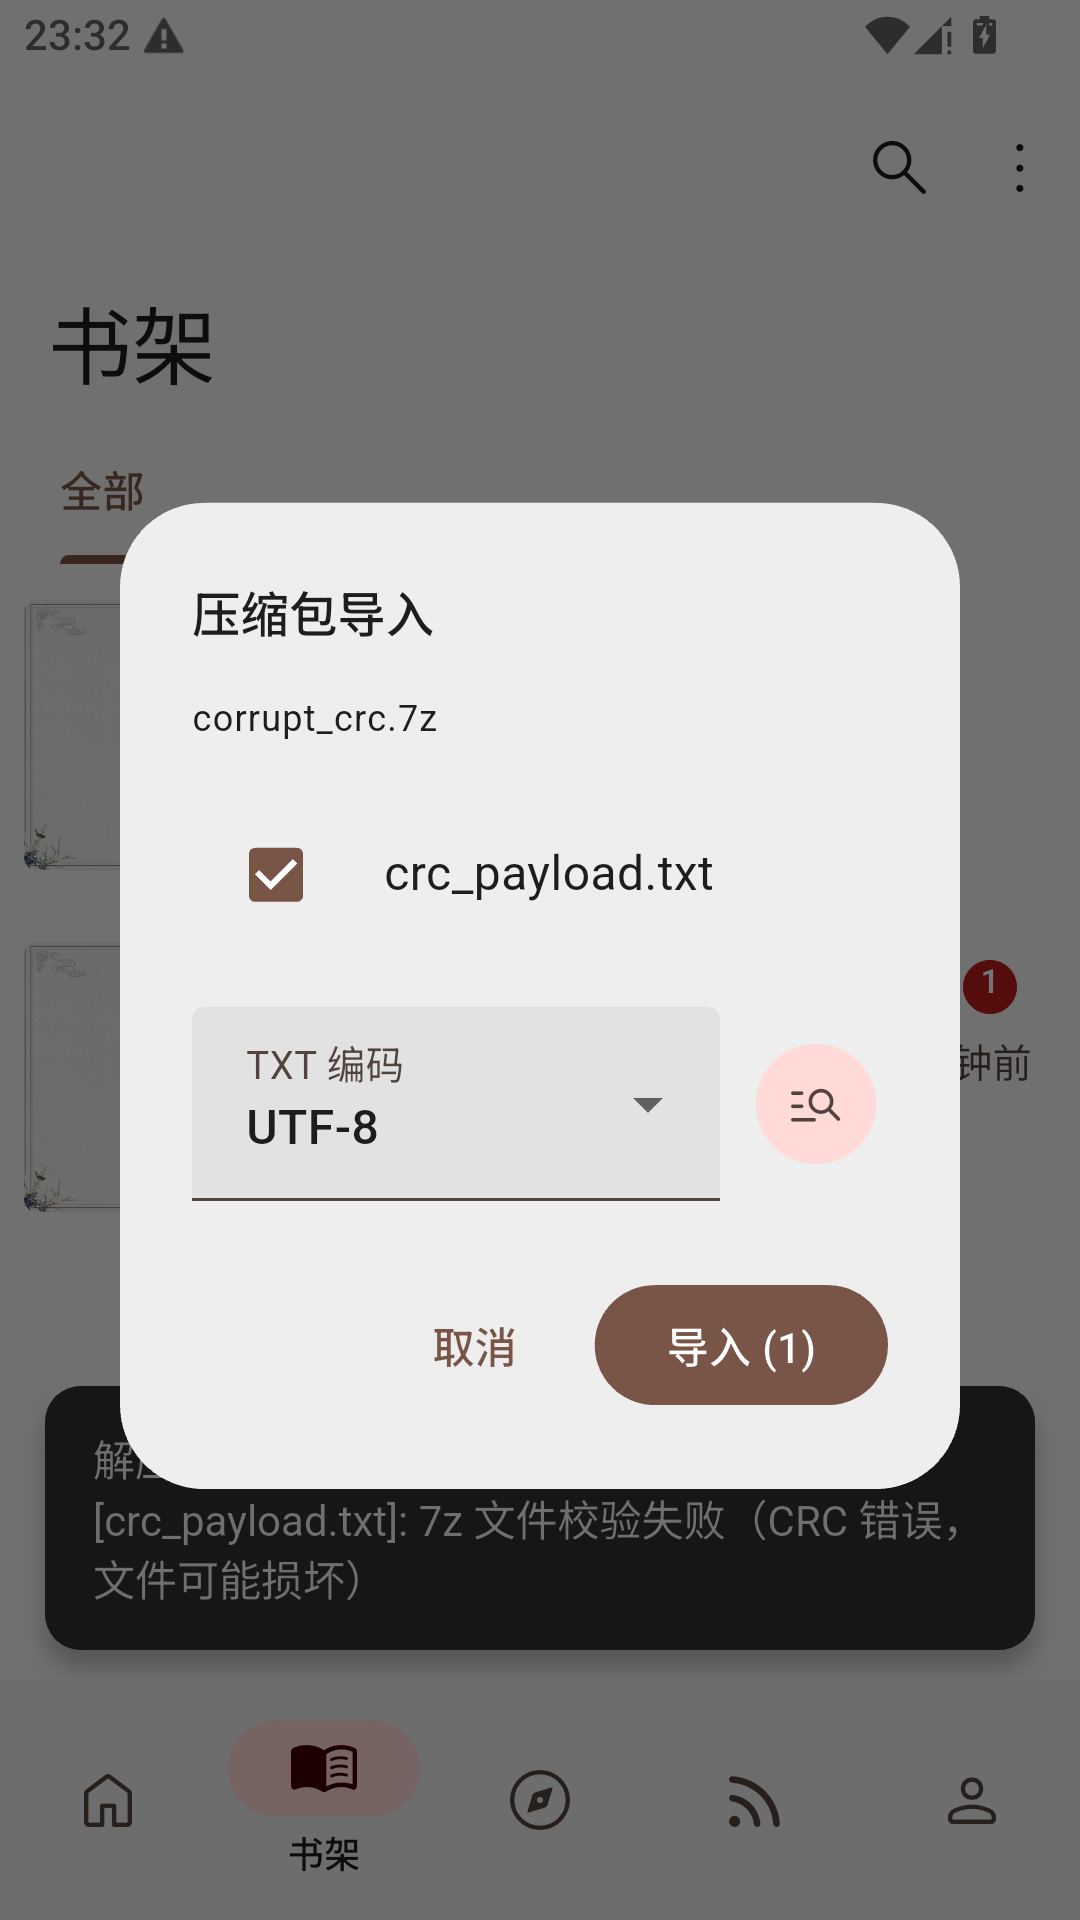 23:32
书架
全部
压缩包导入
corrupt_crc.7z
crc_payload.txt
1
钟前
TXT 编码
UTF-8
取消
导入 (1)
解
[crc_payload.txt]: 7z 文件校验失败（CRC 错误，
文件可能损坏）
书架